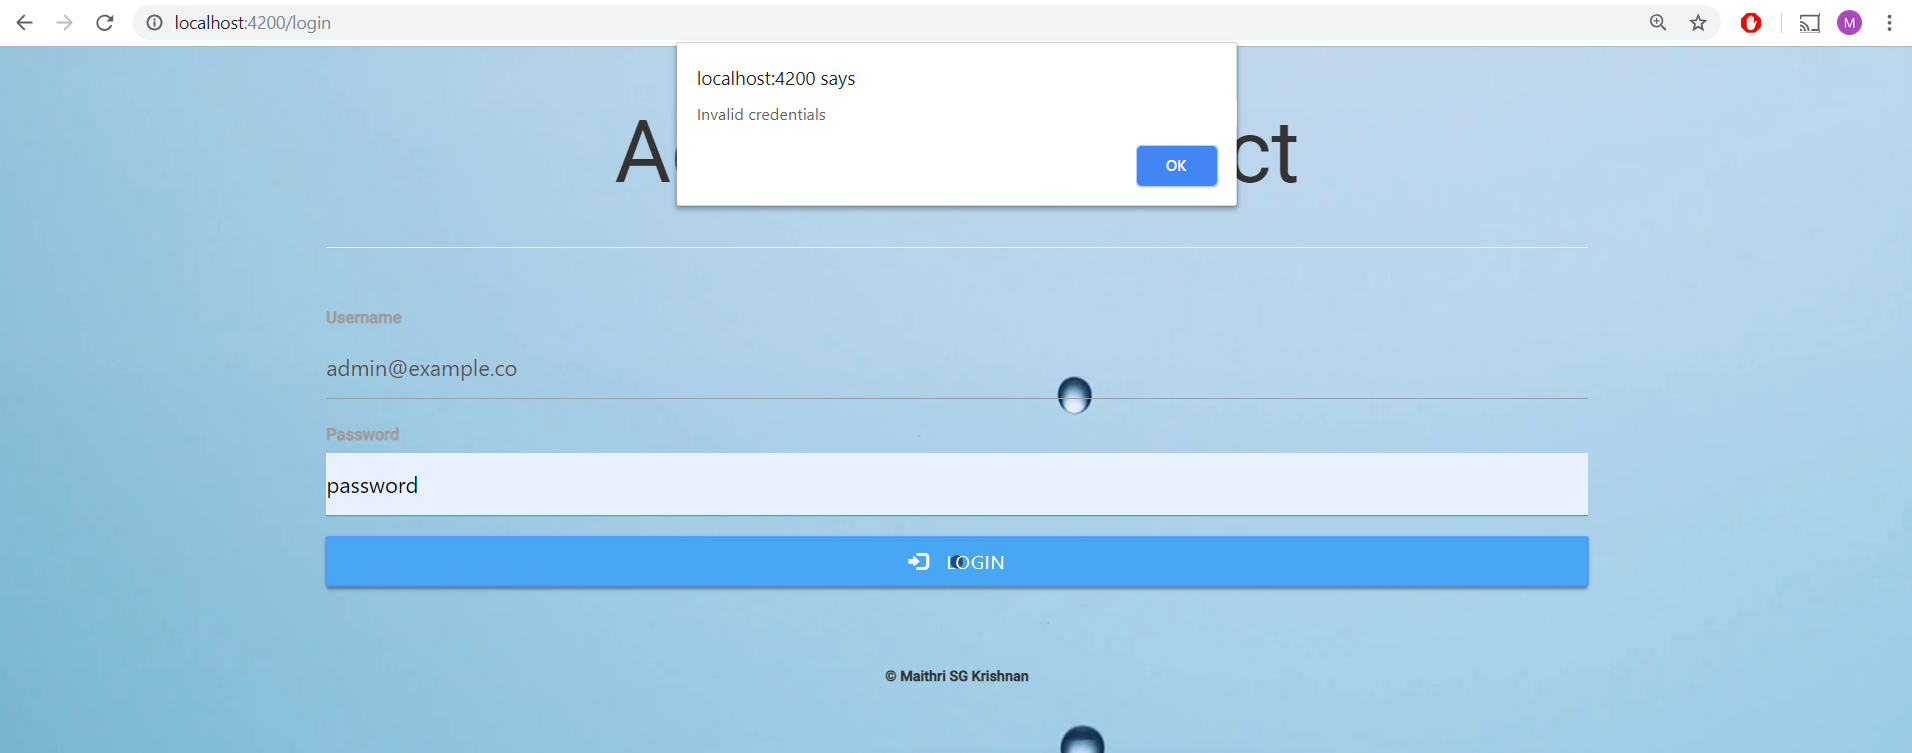 localhost:4200/login
M
localhost:4200 says
Invalid credentials
OK
Username
admin@example.co
Password
password
LOGIN
© Maithri SG Krishnan